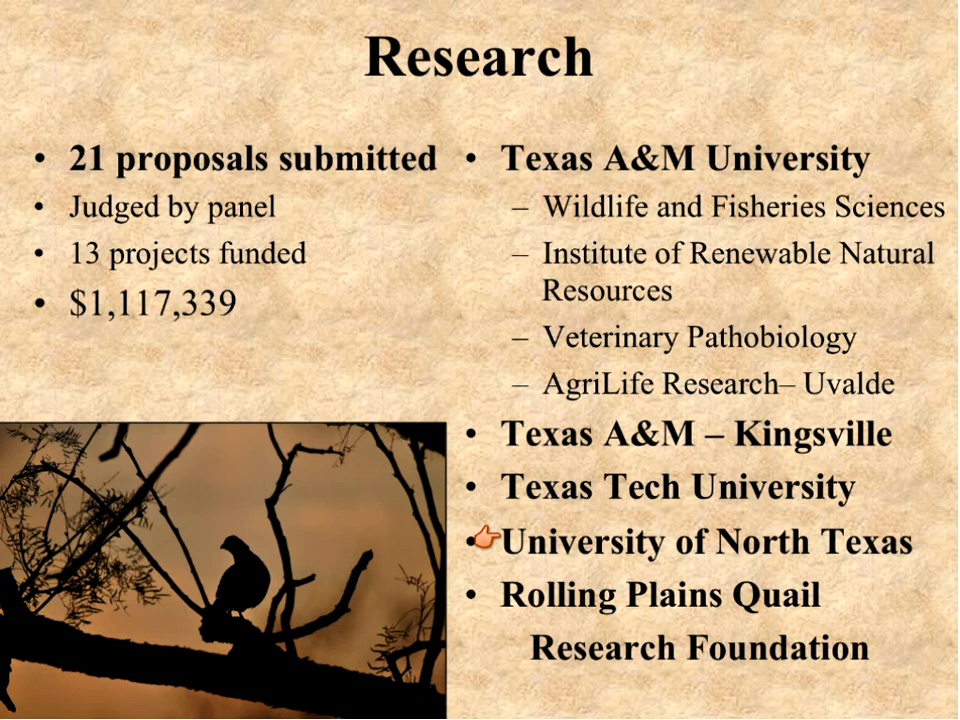 Research
• 21 proposals submitted
• Judged by panel
• 13 projects funded
• $1,117,339
• Texas A&M University
– Wildlife and Fisheries Sciences
– Institute of Renewable Natural
Resources
– Veterinary Pathobiology
– AgriLife Research– Uvalde
• Texas A&M – Kingsville
• Texas Tech University
• University of North Texas
• Rolling Plains Quail
Research Foundation